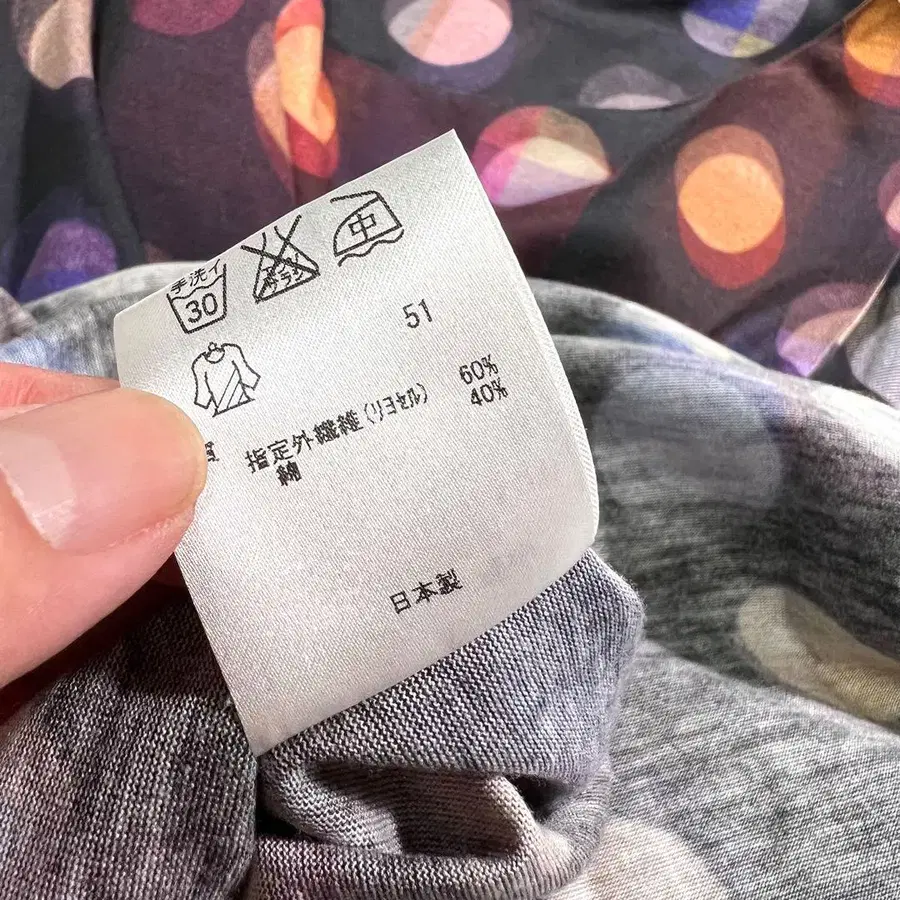 手洗イ
30
中
51
指定外繊維(リヨセル) 60%
綿 40%
日本製